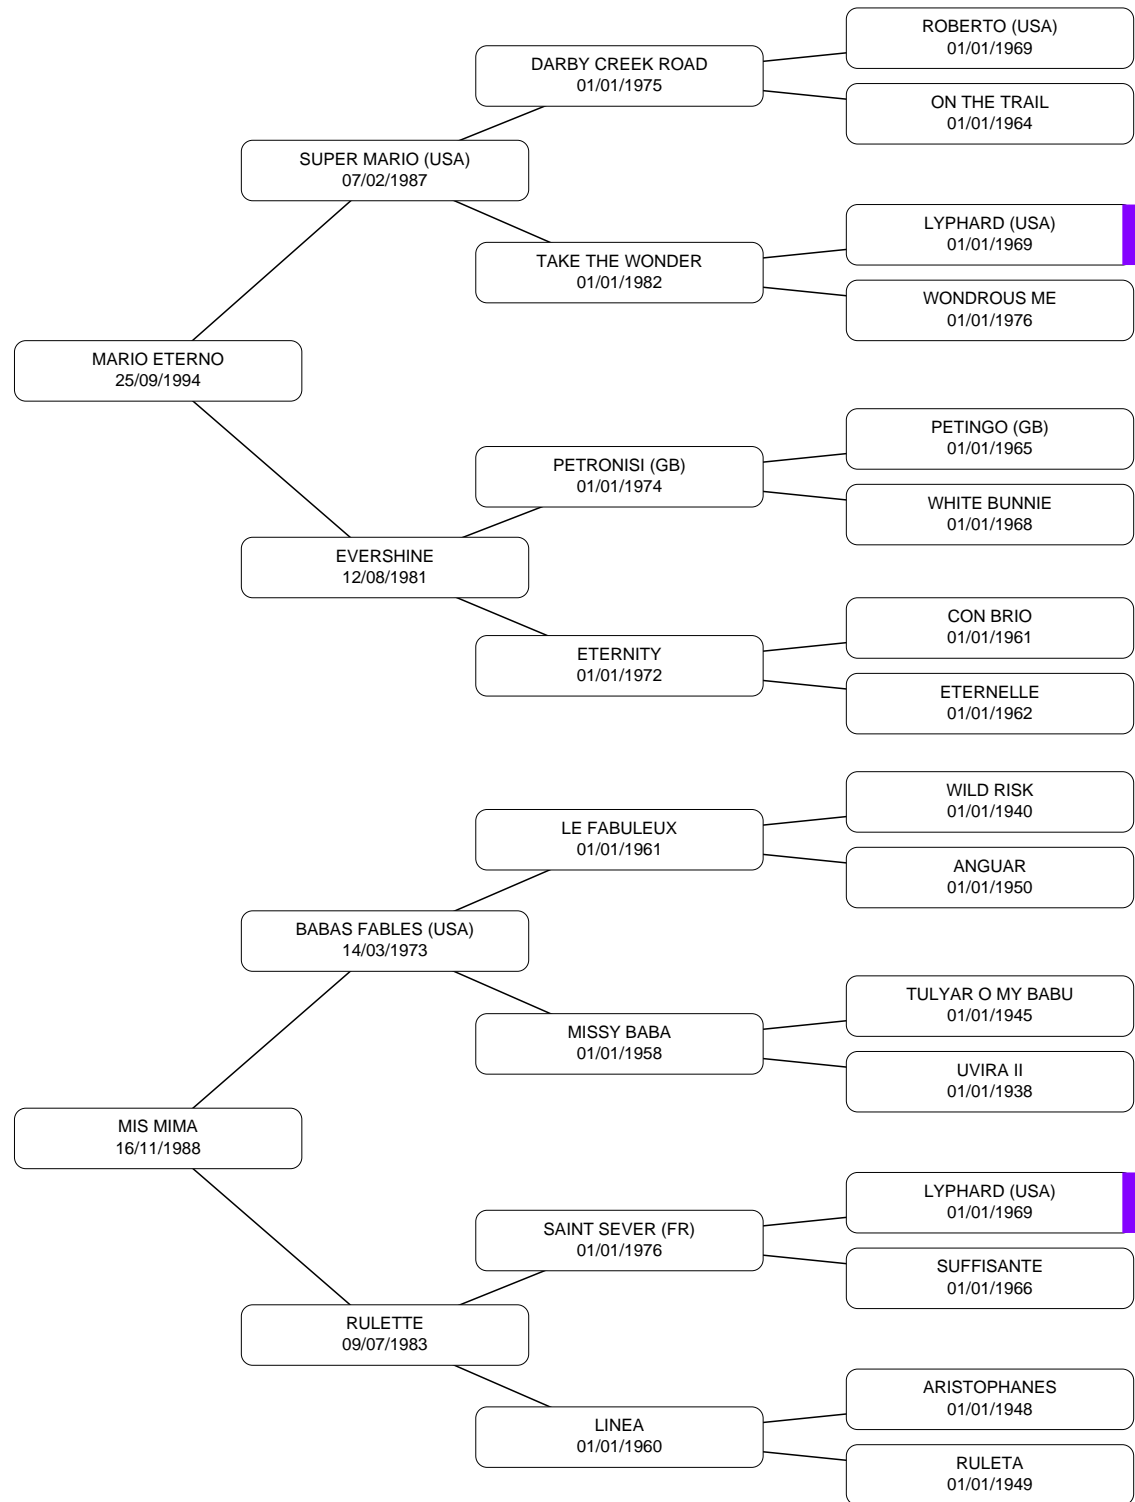 ROBERTO (USA)
01/01/1969
DARBY CREEK ROAD
01/01/1975
ON THE TRAIL
01/01/1964
SUPER MARIO (USA)
07/02/1987
LYPHARD (USA)
01/01/1969
TAKE THE WONDER
01/01/1982
WONDROUS ME
01/01/1976
MARIO ETERNO
25/09/1994
PETINGO (GB)
01/01/1965
PETRONISI (GB)
01/01/1974
WHITE BUNNIE
01/01/1968
EVERSHINE
12/08/1981
CON BRIO
01/01/1961
ETERNITY
01/01/1972
ETERNELLE
01/01/1962
WILD RISK
01/01/1940
LE FABULEUX
01/01/1961
ANGUAR
01/01/1950
BABAS FABLES (USA)
14/03/1973
TULYAR O MY BABU
01/01/1945
MISSY BABA
01/01/1958
UVIRA II
01/01/1938
MIS MIMA
16/11/1988
LYPHARD (USA)
01/01/1969
SAINT SEVER (FR)
01/01/1976
SUFFISANTE
01/01/1966
RULETTE
09/07/1983
ARISTOPHANES
01/01/1948
LINEA
01/01/1960
RULETA
01/01/1949